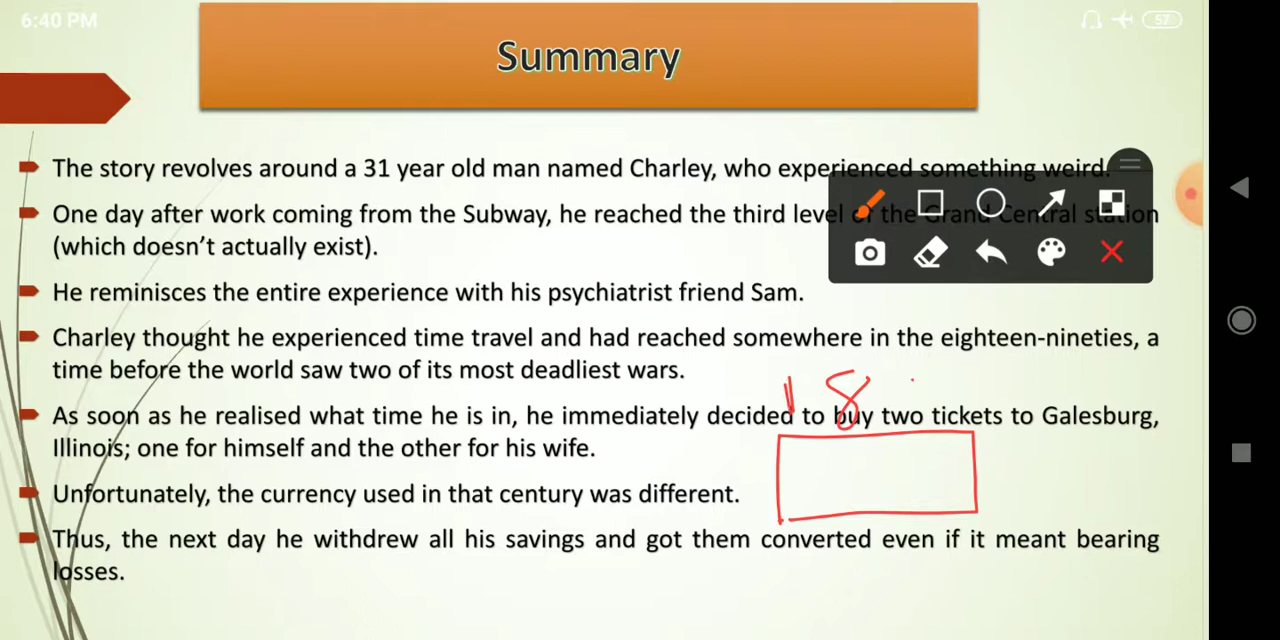 6:40 PM
57
Summary
The story revolves around a 31 year old man named Charley, who experienced something weird.
One day after work coming from the Subway, he reached the third level of the Grand Central station
(which doesn't actually exist).
He reminisces the entire experience with his psychiatrist friend Sam.
Charley thought he experienced time travel and had reached somewhere in the eighteen-nineties, a
time before the world saw two of its most deadliest wars.
18
As soon as he realised what time he is in, he immediately decided to buy two tickets to Galesburg,
Illinois; one for himself and the other for his wife.
Unfortunately, the currency used in that century was different.
Thus, the next day he withdrew all his savings and got them converted even if it meant bearing
losses.